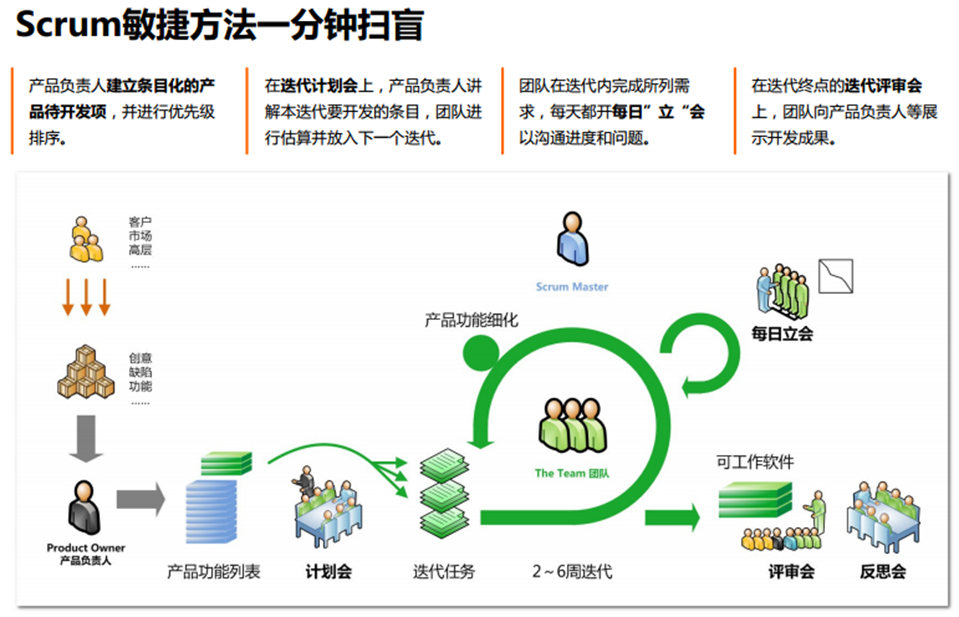 Scrum敏捷方法一分钟扫盲
产品负责人建立条目化的产
品待开发项，并进行优先级
排序。
在迭代计划会上，产品负责人讲
解本迭代要开发的条目，团队进
行估算并放入下一个迭代。
团队在迭代内完成所列需
求，每天都开每日”立“会
以沟通进度和问题。
在迭代终点的迭代评审会
上，团队向产品负责人等展
示开发成果。
客户
市场
高层
......
创意
缺陷
功能
......
Product Owner
产品负责人
产品功能列表
计划会
迭代任务
产品功能细化
Scrum Master
The Team 团队
2～6周迭代
每日立会
可工作软件
评审会
反思会